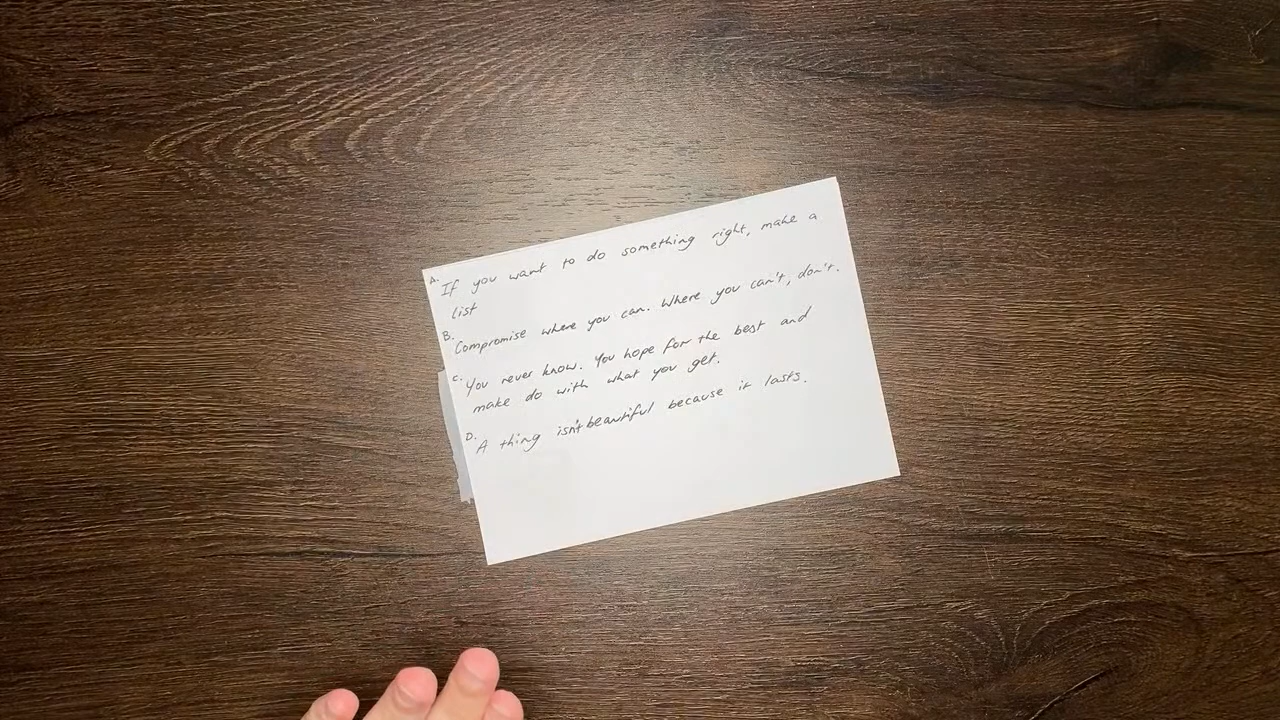 A. If you want to do something right, make a
list
B. Compromise where you can. Where you can't, don't.
C. You never know. You hope for the best and
make do with what you get.
D. A thing isn't beautiful because it lasts.